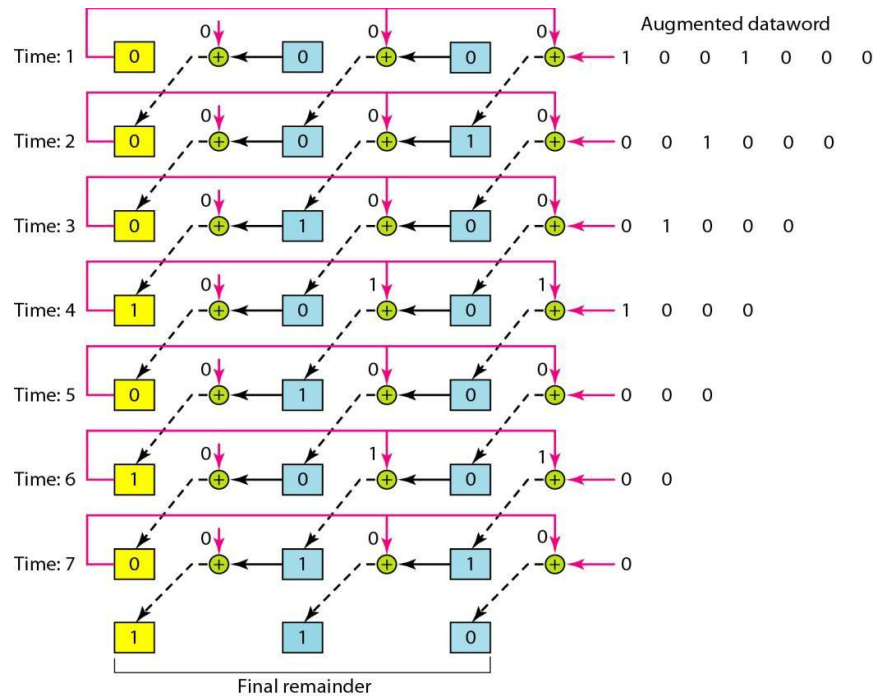 Augmented dataword
0 0 0
Time: 1 0 0 0 1 0 0 1 0 0 0
0 0 0
Time: 2 0 0 1 0 0 1 0 0 0
0 0 0
Time: 3 0 1 0 0 1 0 0 0
0 1 1
Time: 4 1 0 0 1 0 0 0
0 0 0
Time: 5 0 1 0 0 0 0
0 1 1
Time: 6 1 0 0 0 0
0 0 0
Time: 7 0 1 1 0
1 1 0
Final remainder